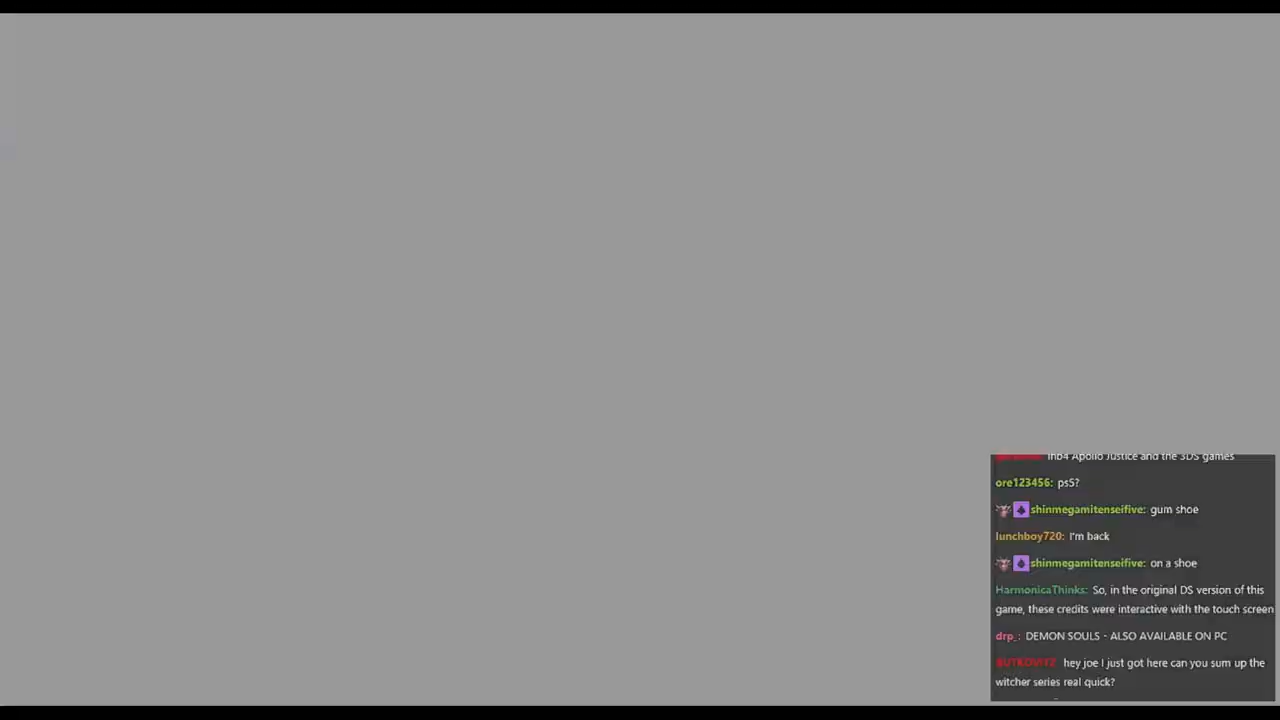 inb4 Apollo Justice and the 3DS games
ore123456: ps5?
shinmegamitenseifive: gum shoe
lunchboy720: I'm back
shinmegamitenseifive: on a shoe
HarmonicaThinks: So, in the original DS version of this
game, these credits were interactive with the touch screen
drp_: DEMON SOULS - ALSO AVAILABLE ON PC
hey joe I just got here can you sum up the
witcher series real quick?